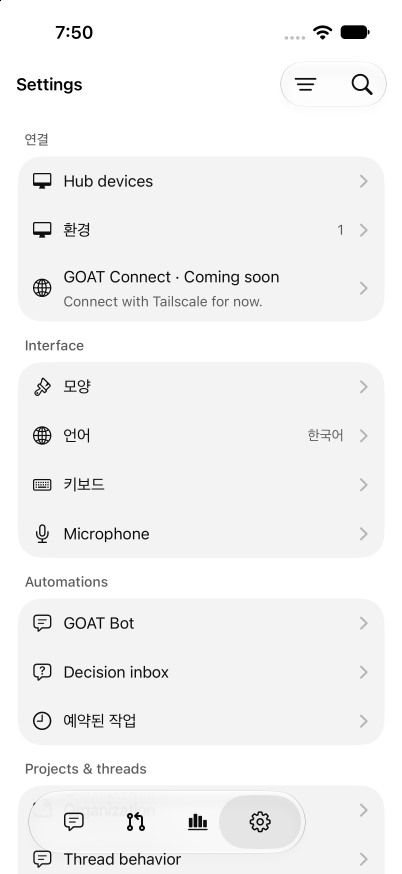 7:50
Settings
연결
Hub devices
환경
1
GOAT Connect · Coming soon
Connect with Tailscale for now.
Interface
모양
언어
한국어
키보드
Microphone
Automations
GOAT Bot
Decision inbox
예약된 작업
Projects & threads
Organization
Thread behavior